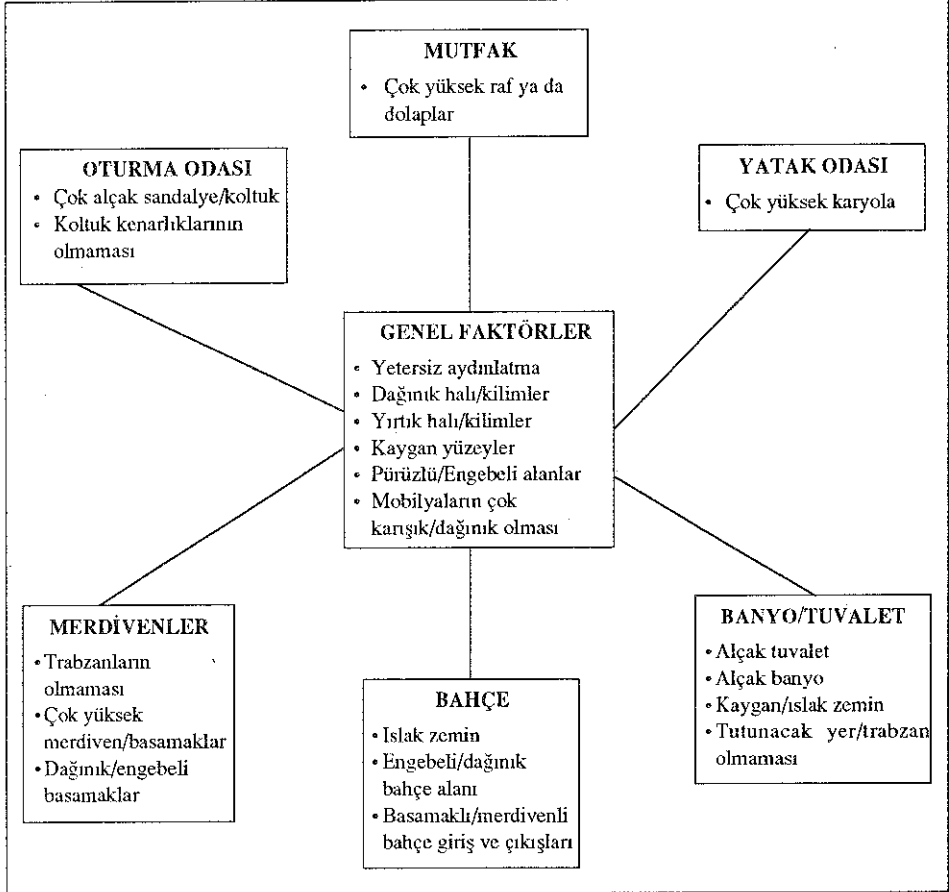 MUTFAK
• Çok yüksek raf ya da
dolaplar
OTURMA ODASI
• Çok alçak sandalye/koltuk
• Koltuk kenarlıklarının
olmaması
YATAK ODASI
• Çok yüksek karyola
GENEL FAKTÖRLER
• Yetersiz aydınlatma
• Dağınık halı/kilimler
• Yırtık halı/kilimler
• Kaygan yüzeyler
• Pürüzlü/Engebeli alanlar
• Mobilyaların çok
karışık/dağınık olması
MERDİVENLER
• Trabzanların
olmaması
• Çok yüksek
merdiven/basamaklar
• Dağınık/engebeli
basamaklar
BAHÇE
• Islak zemin
• Engebeli/dağınık
bahçe alanı
• Basamaklı/merdivenli
bahçe giriş ve çıkışları
BANYO/TUVALET
• Alçak tuvalet
• Alçak banyo
• Kaygan/ıslak zemin
• Tutunacak yer/trabzan
olmaması